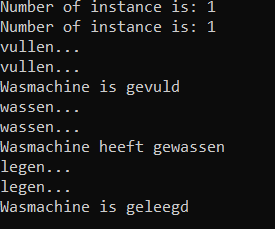 Number of instance is: 1
Number of instance is: 1
vullen...
vullen...
Wasmachine is gevuld
wassen...
wassen...
Wasmachine heeft gewassen
legen...
legen...
Wasmachine is geleegd